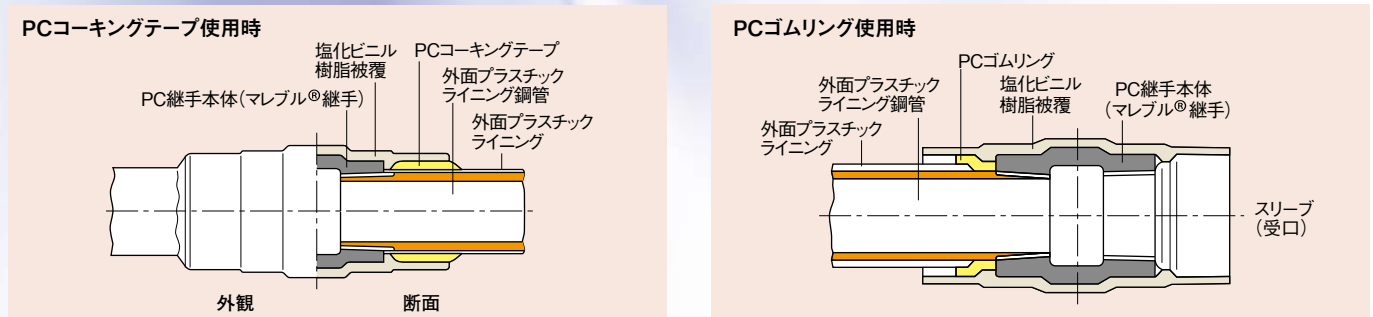 PCコーキングテープ使用時
塩化ビニル
樹脂被覆
PCコーキングテープ
外面プラスチック
ライニング鋼管
PC継手本体(マレブル®継手)
外面プラスチック
ライニング
外観
断面
PCゴムリング使用時
PCゴムリング
外面プラスチック
ライニング鋼管
塩化ビニル
樹脂被覆
PC継手本体
(マレブル®継手)
外面プラスチック
ライニング
スリーブ
(受口)